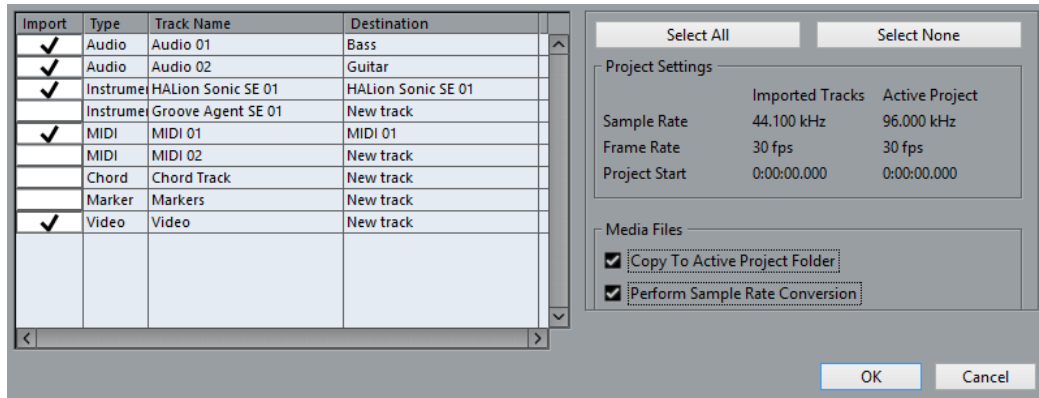 Import Type Track Name Destination
Audio Audio 01 Bass
Audio Audio 02 Guitar
Instrumer HALion Sonic SE 01 HALion Sonic SE 01
Instrumer Groove Agent SE 01 New track
MIDI MIDI 01 MIDI 01
MIDI MIDI 02 New track
Chord Chord Track New track
Marker Markers New track
Video Video New track
Select All Select None
Project Settings
Imported Tracks Active Project
Sample Rate 44.100 kHz 96.000 kHz
Frame Rate 30 fps 30 fps
Project Start 0:00:00.000 0:00:00.000
Media Files
Copy To Active Project Folder
Perform Sample Rate Conversion
OK Cancel